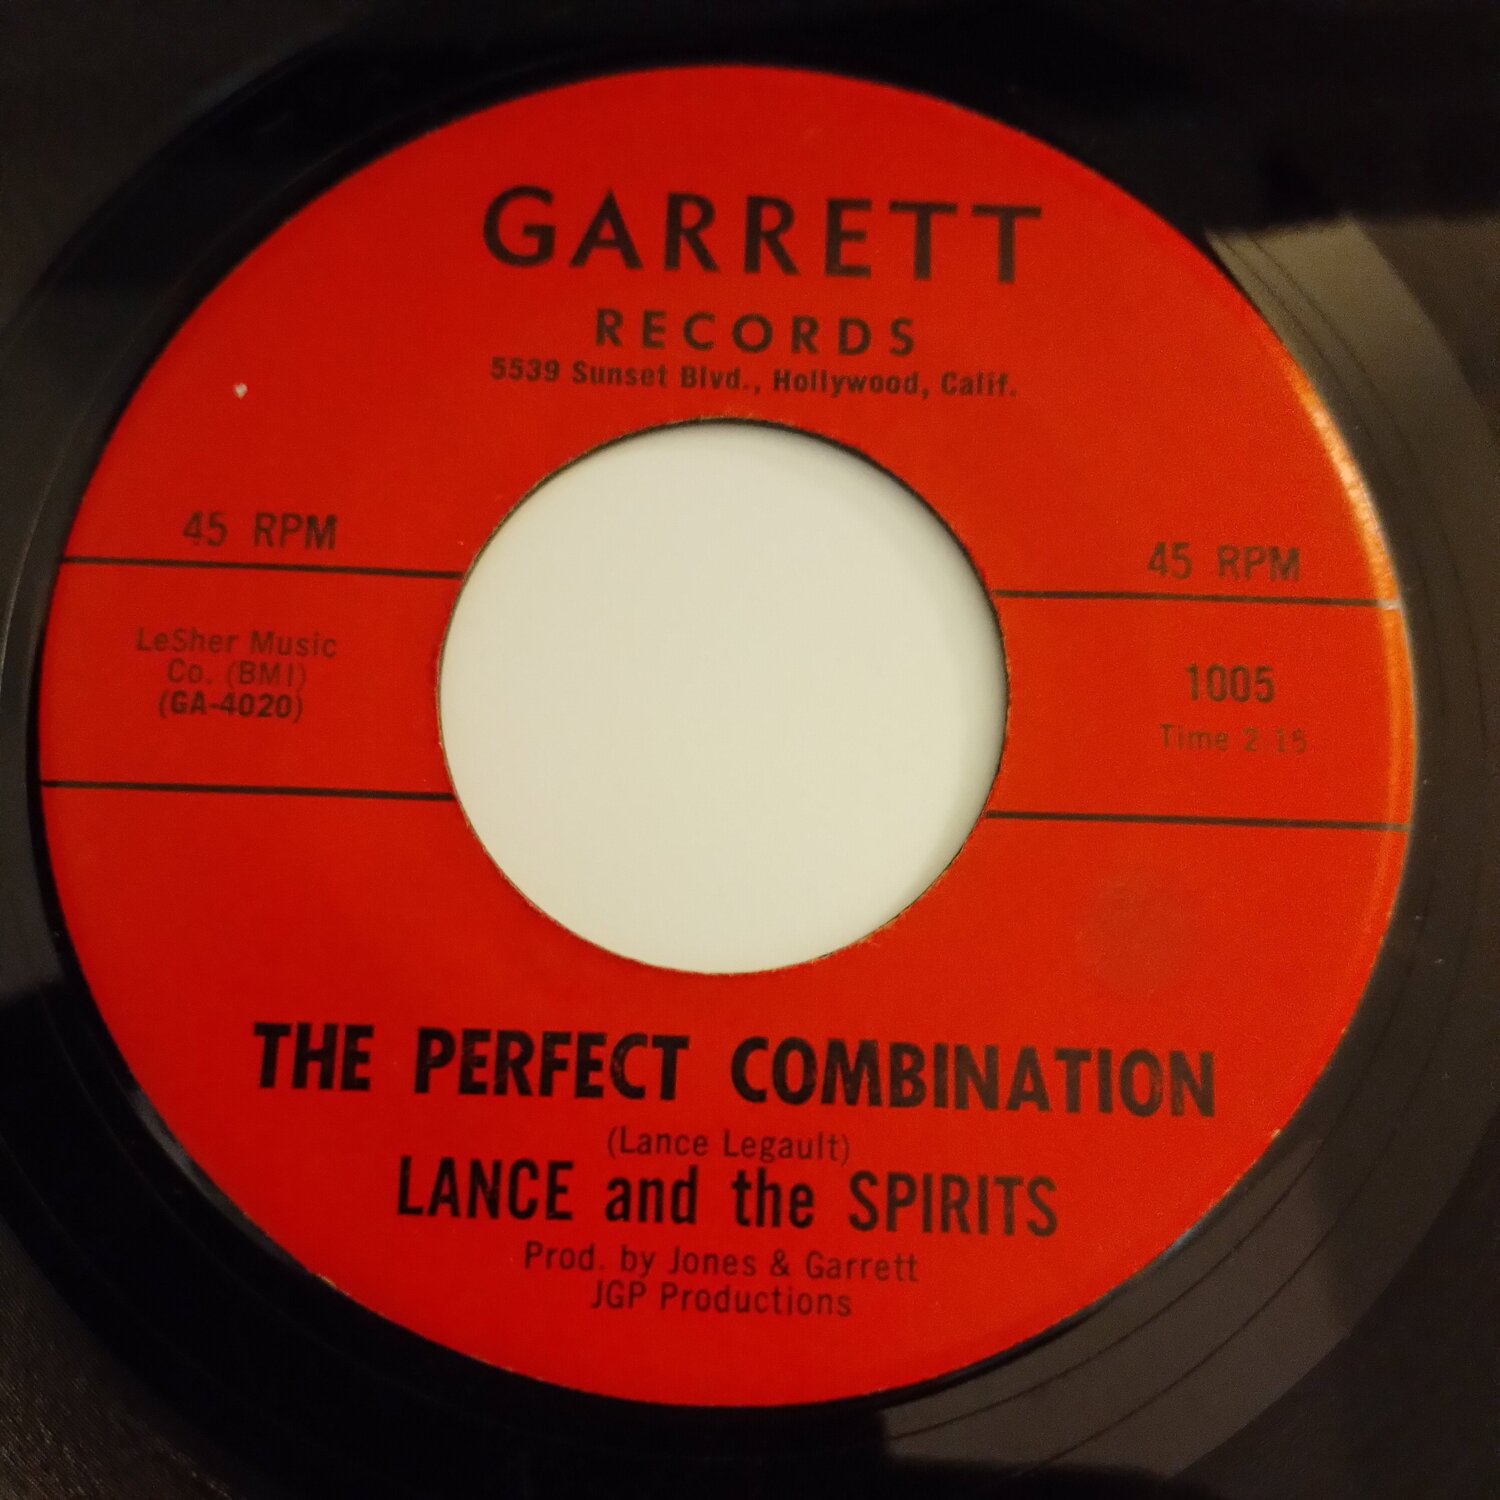 GARRETT
RECORDS
5539 Sunset Blvd., Hollywood, Calif.
45 RPM
45 RPM
LeSher Music
Co. (BMI)
(GA-4020)
1005
Time 2
THE PERFECT COMBINATION
(Lance Legault)
LANCE and the SPIRITS
Prod. by Jones & Garrett
JGP Productions